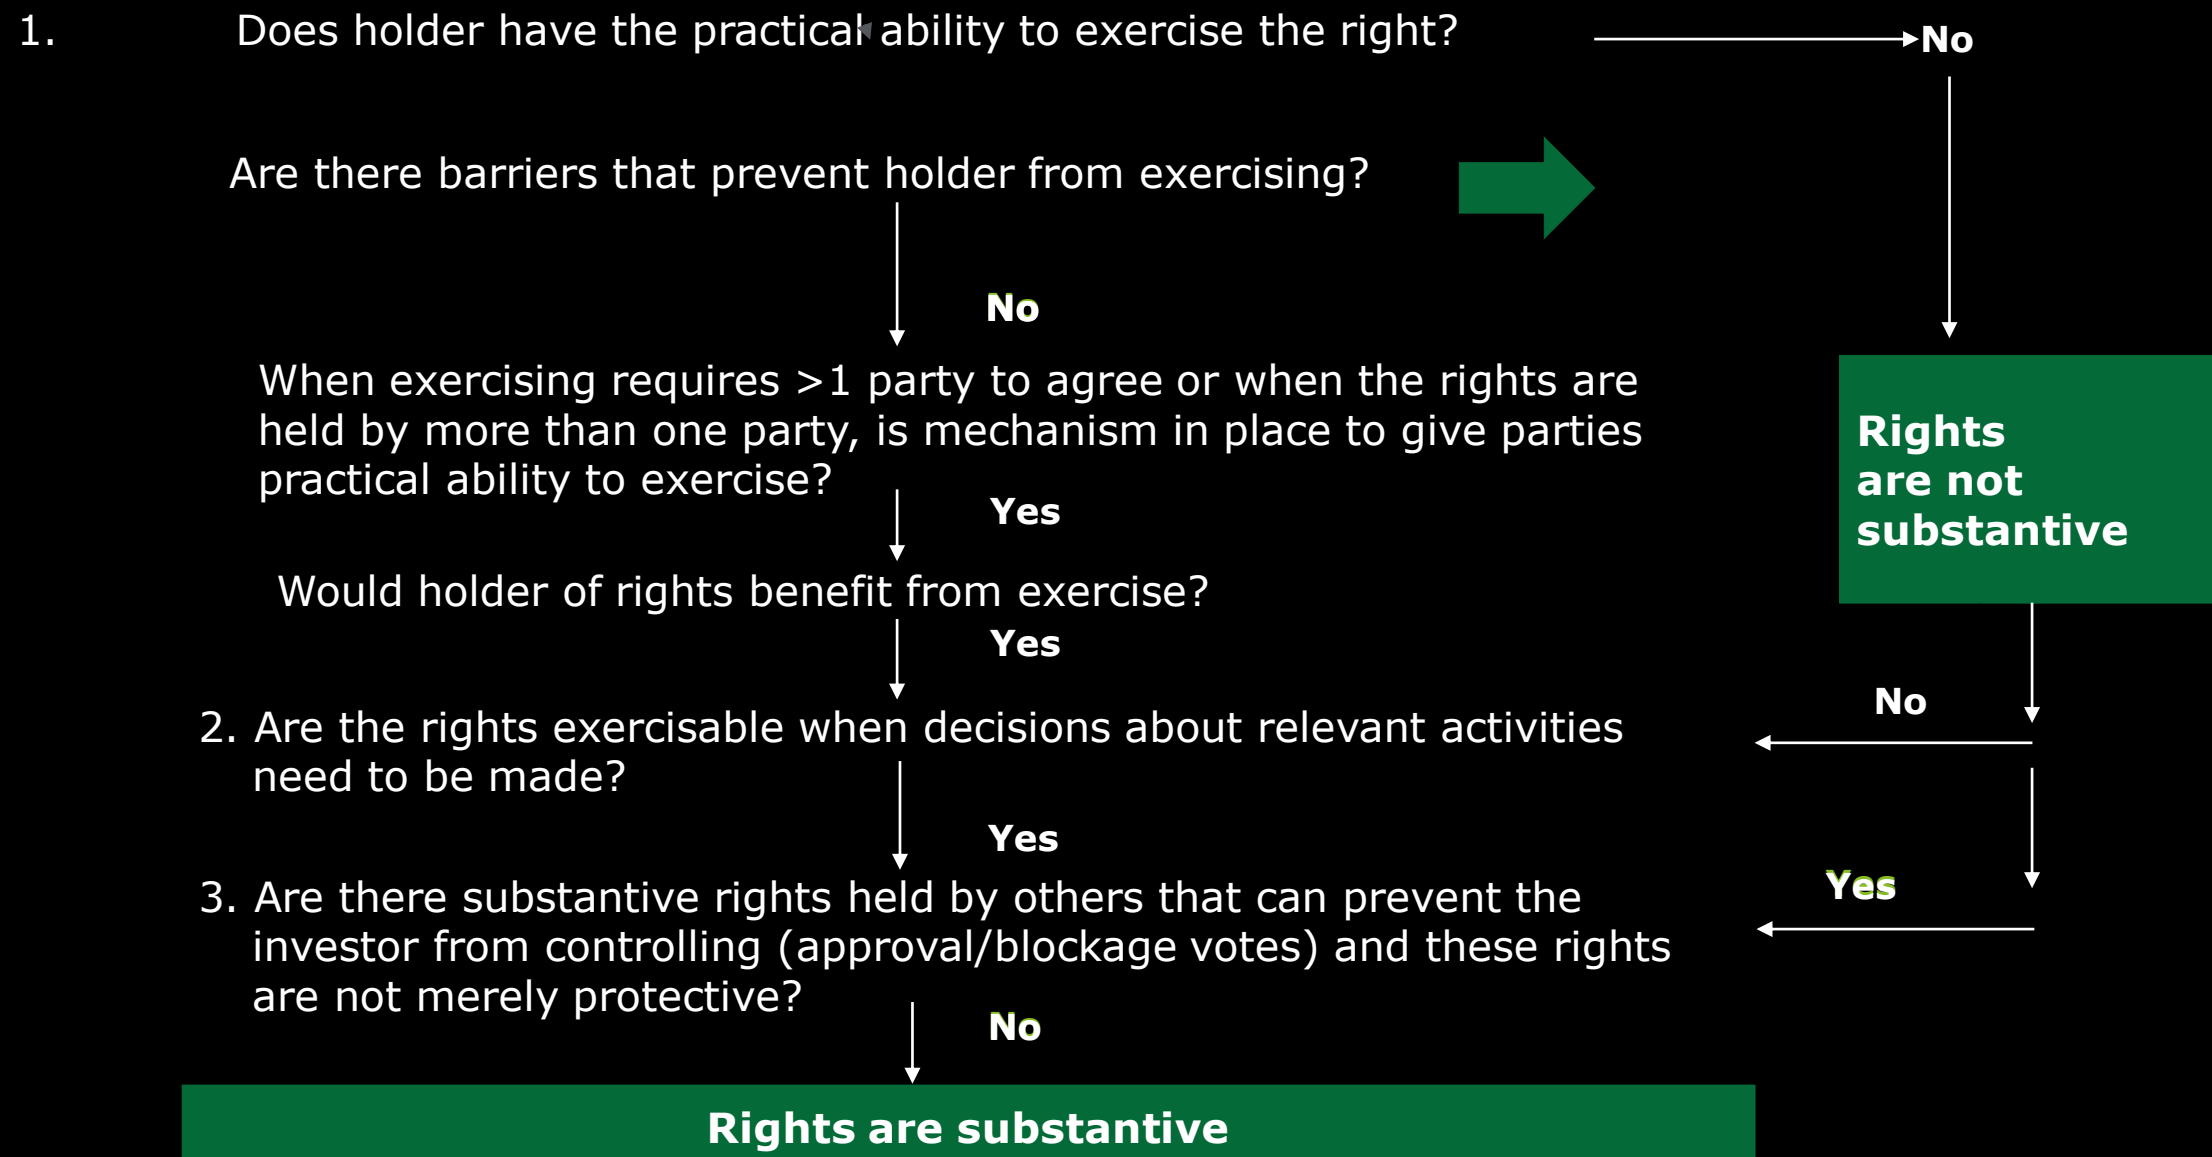 1. Does holder have the practical ability to exercise the right?
No
Are there barriers that prevent holder from exercising?
No
When exercising requires >1 party to agree or when the rights are
held by more than one party, is mechanism in place to give parties
practical ability to exercise?
Yes
Rights
are not
substantive
Would holder of rights benefit from exercise?
Yes
No
2. Are the rights exercisable when decisions about relevant activities
need to be made?
Yes
Yes
3. Are there substantive rights held by others that can prevent the
investor from controlling (approval/blockage votes) and these rights
are not merely protective?
No
Rights are substantive